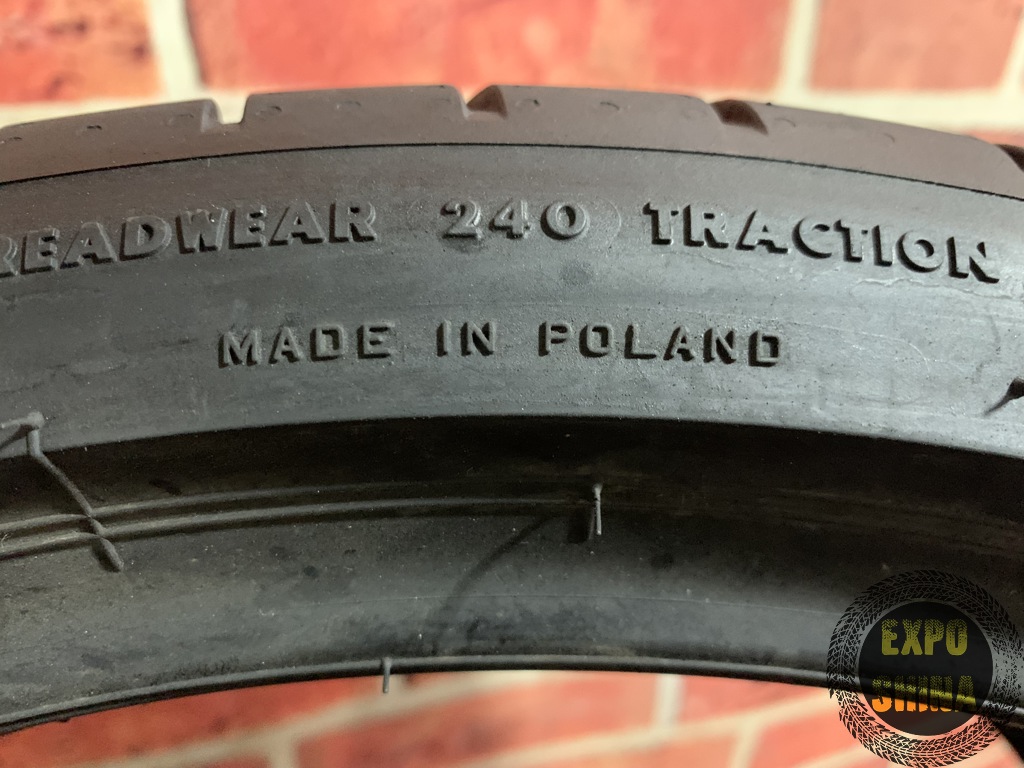 READWEAR 240 TRACTION
MADE IN POLAND
EXPO
SHINA